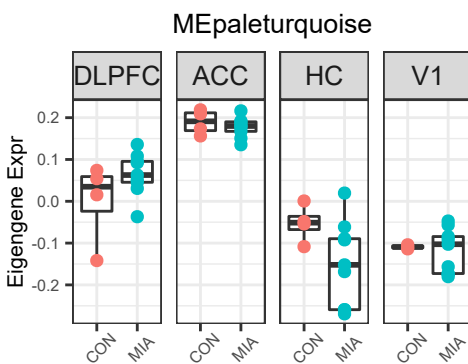 MEpaleturquoise
DLPFC ACC HC V1
Eigengene Expr
0.2
0.1
0.0
-0.1
-0.2
CON MIA CON MIA CON MIA CON MIA